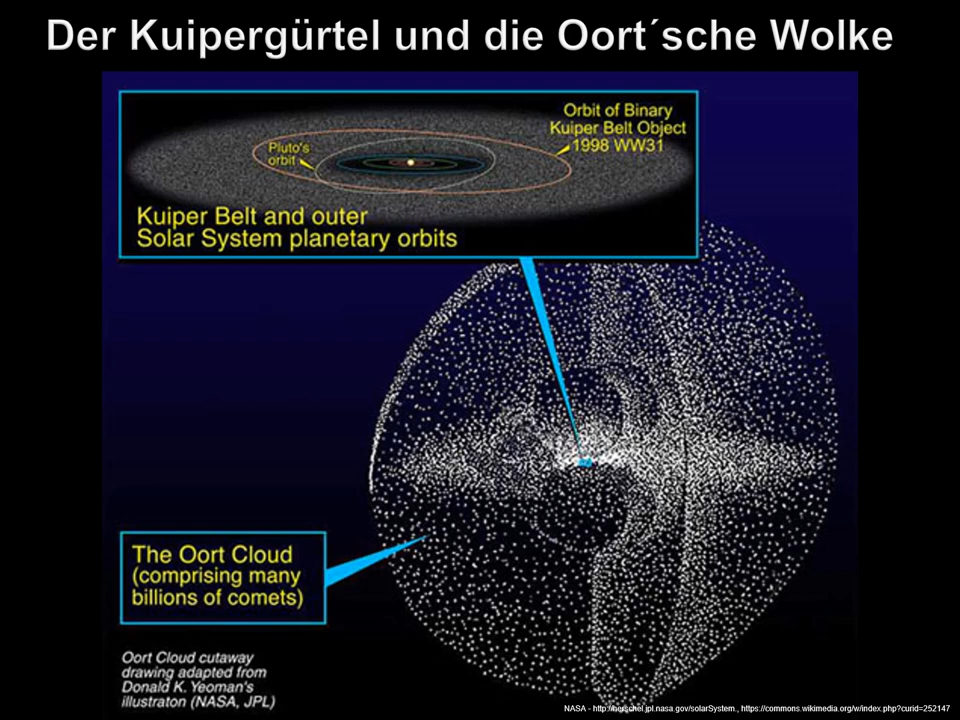 Der Kuipergürtel und die Oort´sche Wolke
Orbit of Binary
Kuiper Belt Object
1998 WW31
Pluto's
orbit
Kuiper Belt and outer
Solar System planetary orbits
The Oort Cloud
(comprising many
billions of comets)
Oort Cloud cutaway
drawing adapted from
Donald K. Yeoman's
illustraton (NASA, JPL)
NASA - http://herschel.jpl.nasa.gov/solarSystem., https://commons.wikimedia.org/w/index.php?curid=252147